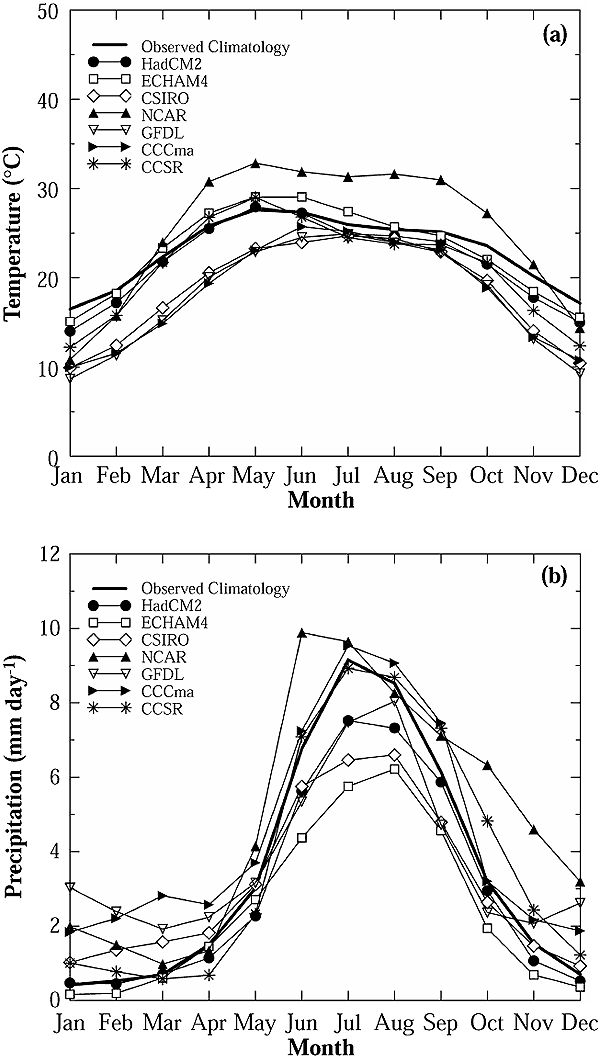 50
(a)
Observed Climatology
HadCM2
40
ECHAM4
CSIRO
NCAR
GFDL
CCCma
CCSR
30
20
10
0
Temperature (°C)
Jan Feb Mar Apr May Jun Jul Aug Sep Oct Nov Dec
Month
12
(b)
Observed Climatology
HadCM2
10
ECHAM4
CSIRO
NCAR
GFDL
CCCma
CCSR
8
6
4
2
0
Precipitation (mm day-1)
Jan Feb Mar Apr May Jun Jul Aug Sep Oct Nov Dec
Month